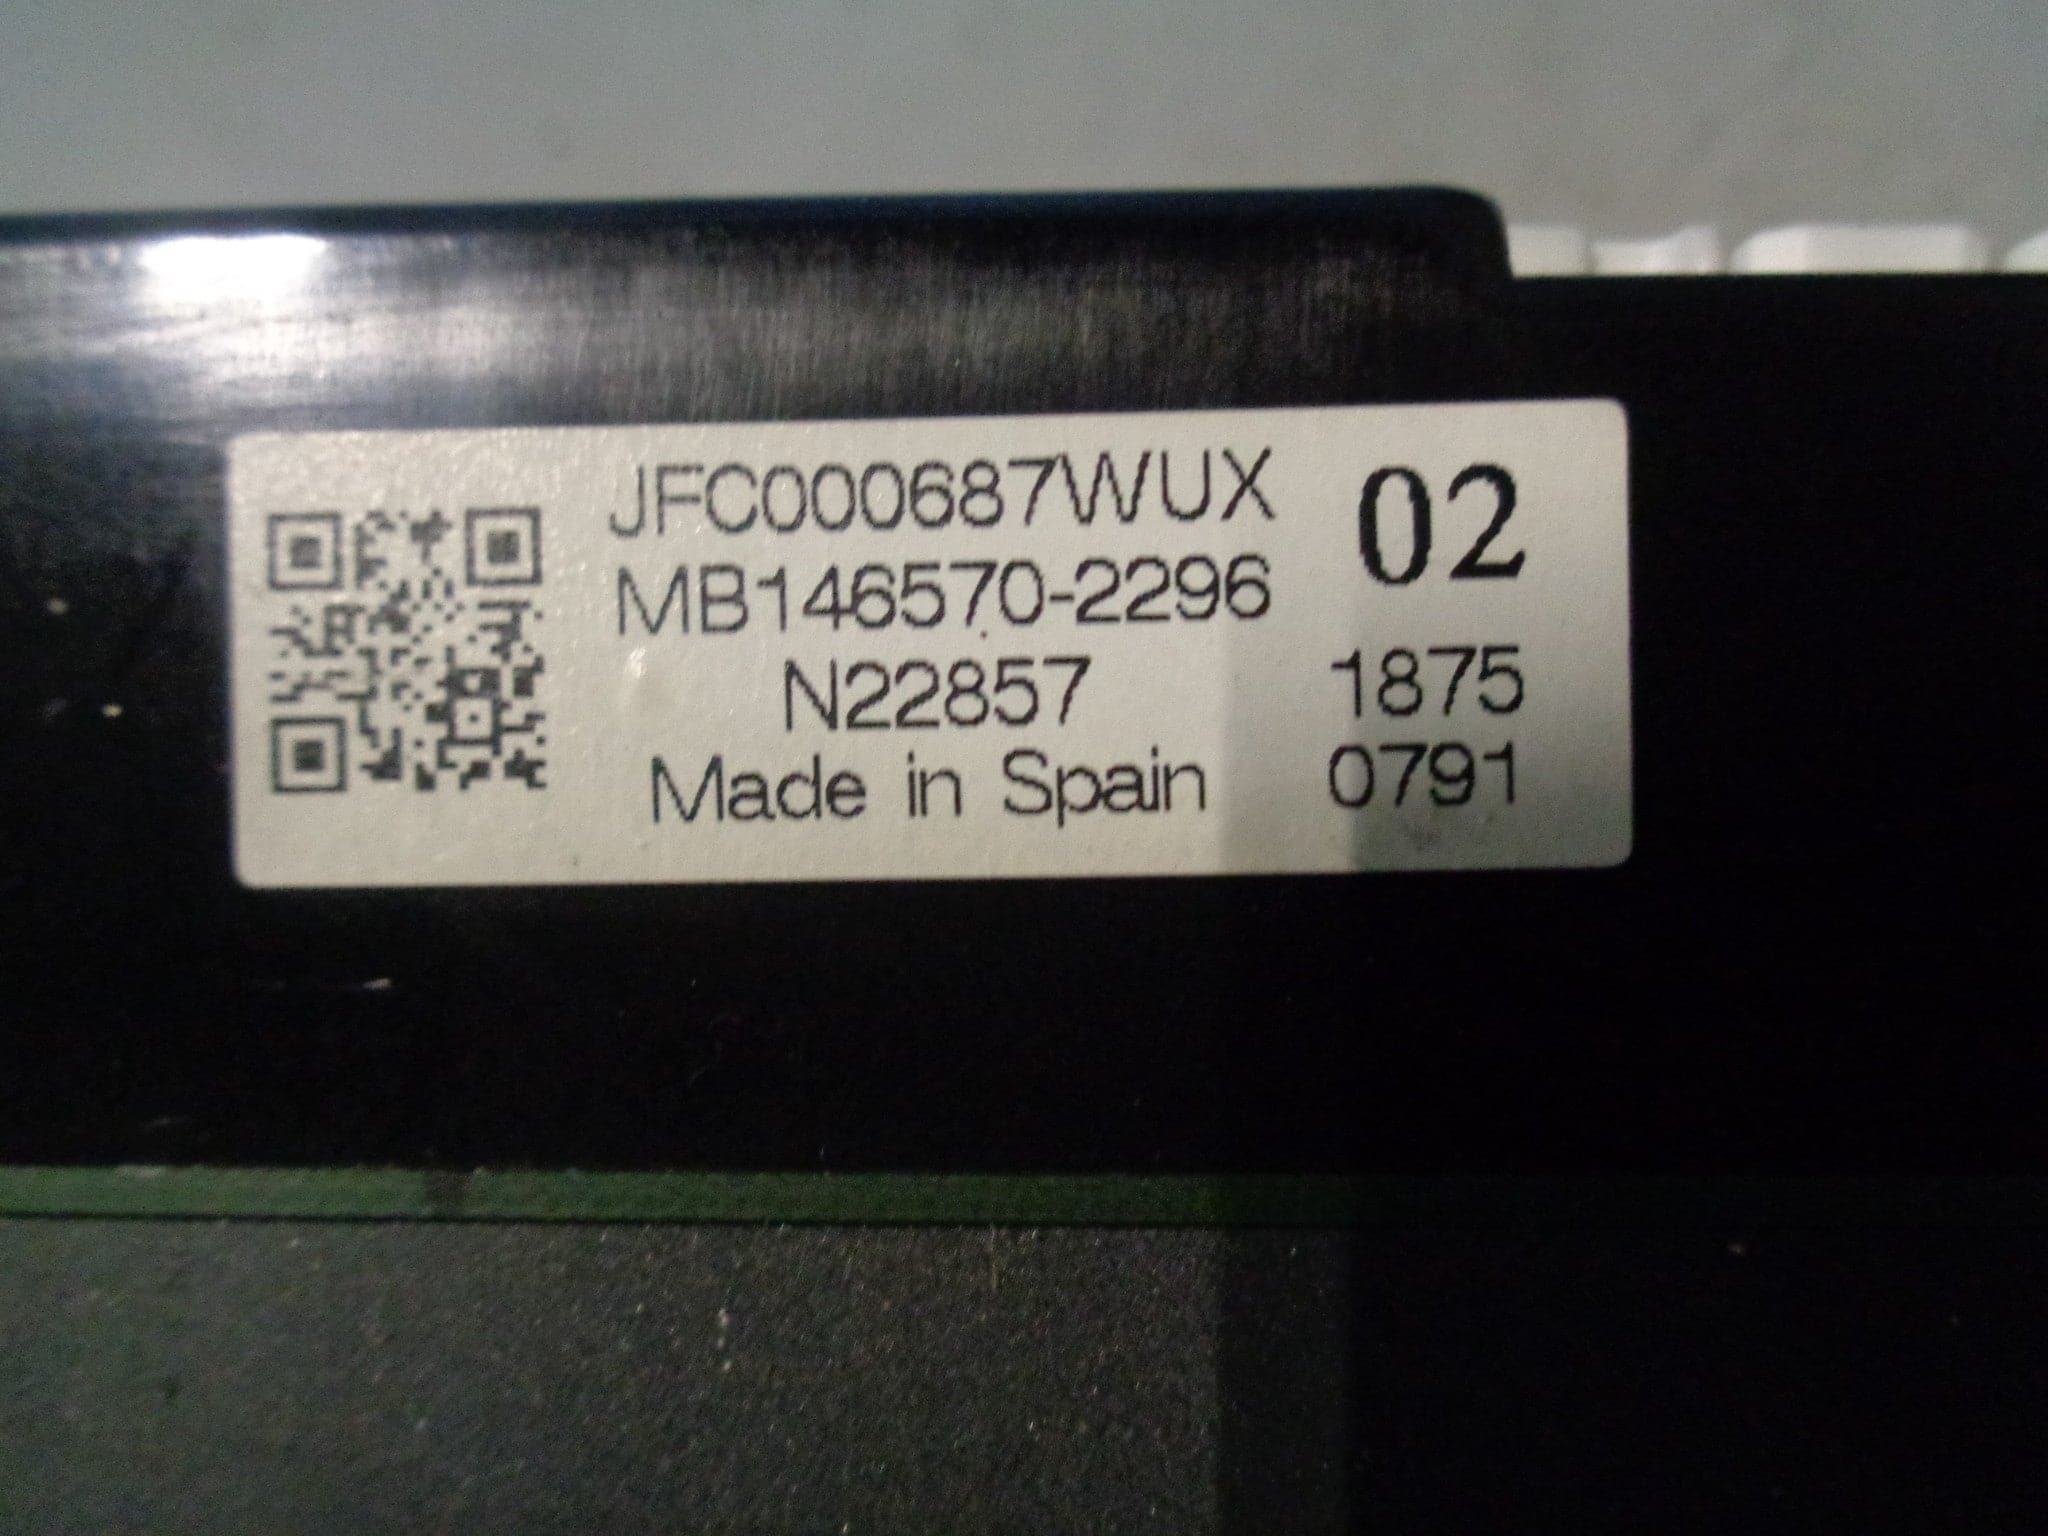 JFC000687WUX 02
MB146570-2296
N22857 1875
Made in Spain 0791